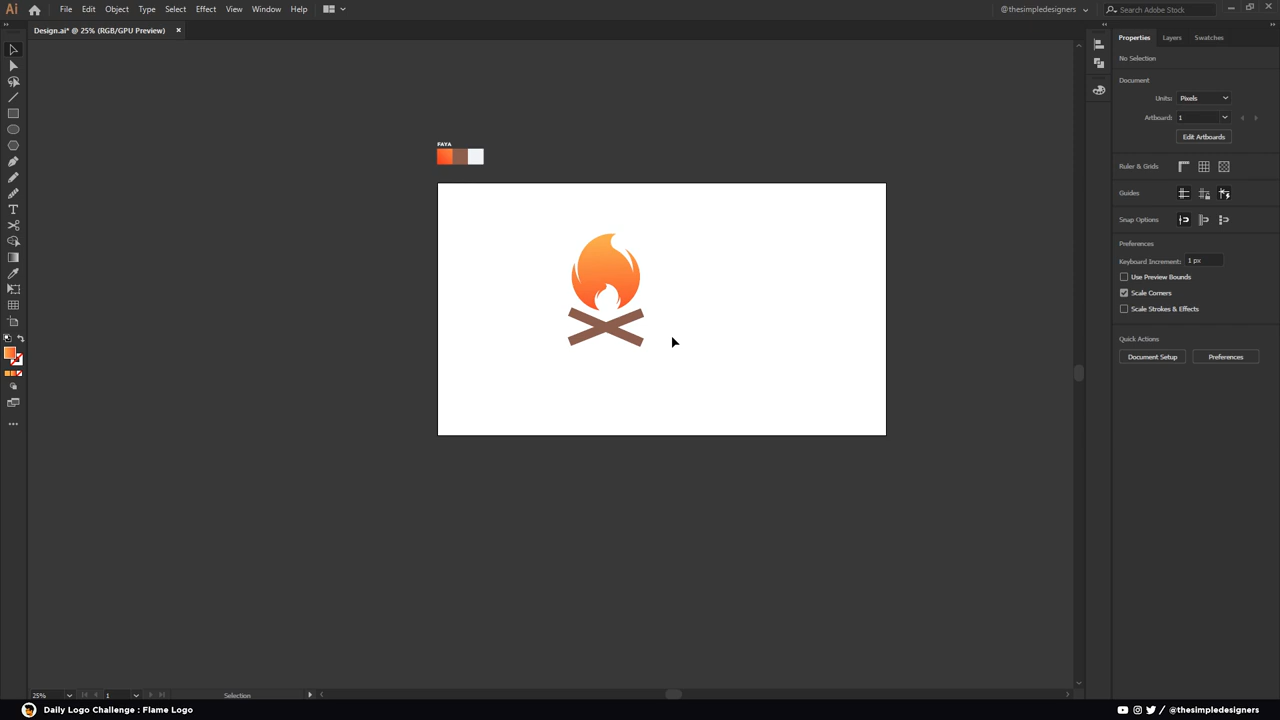 Ai File Edit Object Type Select Effect View Window Help @thesimpledesigners Search Adobe Stock
Design.ai* @ 25% (RGB/GPU Preview)
Properties Layers Swatches
No Selection
Document
Units: Pixels
Artboard: 1
Edit Artboards
Ruler & Grids
Guides
Snap Options
Preferences
Keyboard Increment: 1 px
Use Preview Bounds
Scale Corners
Scale Strokes & Effects
Quick Actions
Document Setup Preferences
FAYA
25% 1 Selection
Daily Logo Challenge : Flame Logo / @thesimpledesigners